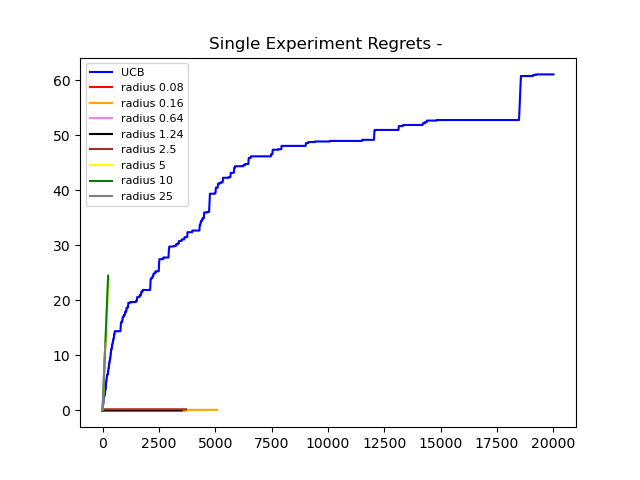 Single Experiment Regrets -
UCB
radius 0.08
radius 0.16
radius 0.64
radius 1.24
radius 2.5
radius 5
radius 10
radius 25
60
50
40
30
20
10
0
0 2500 5000 7500 10000 12500 15000 17500 20000